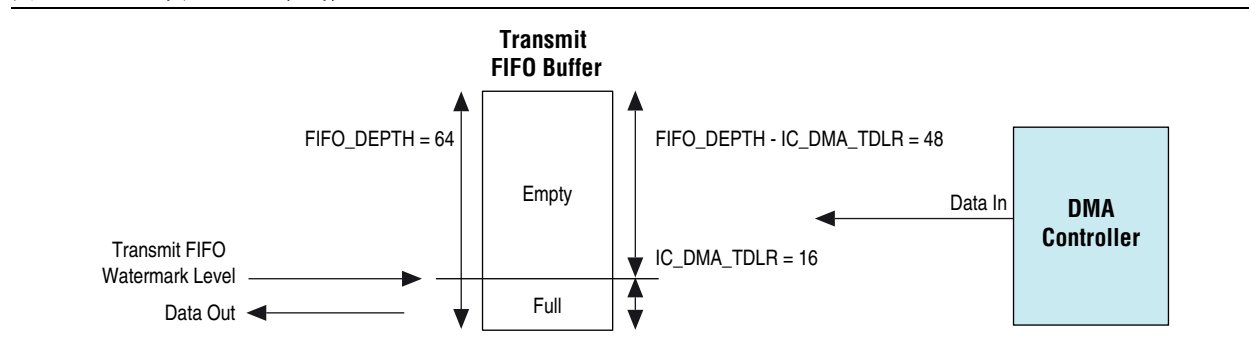 Transmit
FIFO Buffer
FIFO_DEPTH = 64
FIFO_DEPTH - IC_DMA_TDLR = 48
Empty
Data In
DMA
Controller
Transmit FIFO
Watermark Level
IC_DMA_TDLR = 16
Data Out
Full